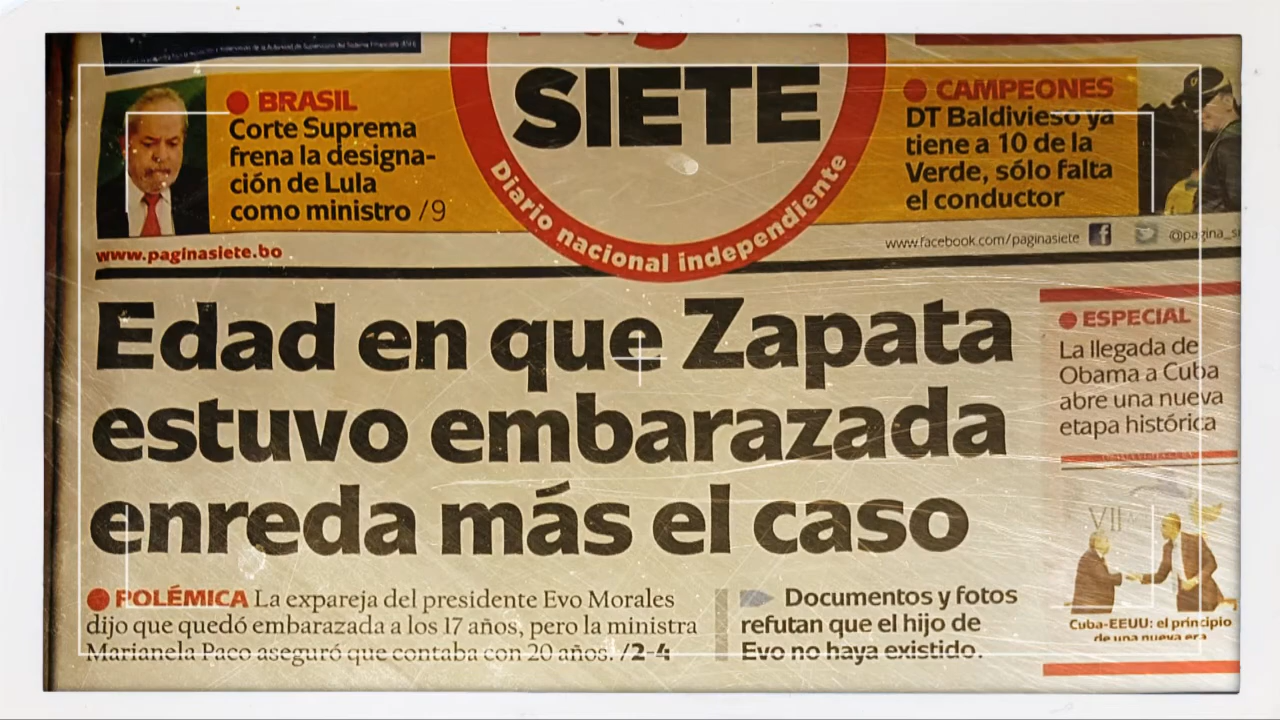 BRASIL
Corte Suprema
frena la designa-
ción de Lula
como ministro /9
www.paginasiete.bo
SIETE
Diario nacional independiente
CAMPEONES
DT Baldivieso ya
tiene a 10 de la
Verde, sólo falta
el conductor
www.facebook.com/paginasiete
Edad en que Zapata
estuvo embarazada
enreda más el caso
POLÉMICA La expareja del presidente Evo Morales
dijo que quedó embarazada a los 17 años, pero la ministra
Marianela Paco aseguró que contaba con 20 años. /2-4
Documentos y fotos
refutan que el hijo de
Evo no haya existido.
ESPECIAL
La llegada de
Obama a Cuba
abre una nueva
etapa histórica
VII
Cuba-EEUU: el principio
de una nueva era